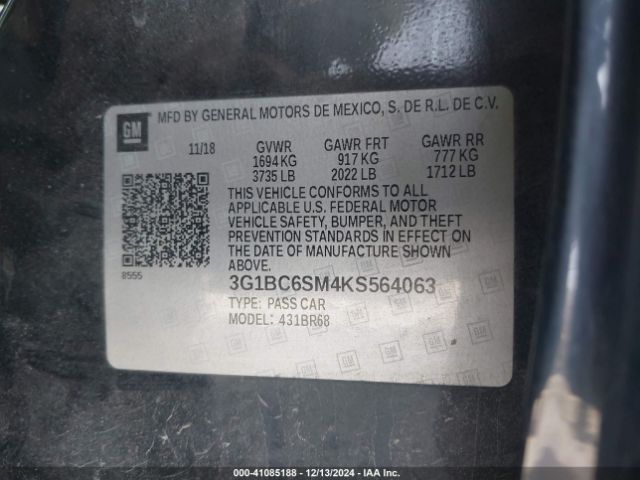 GM
MFD BY GENERAL MOTORS DE MEXICO, S. DE R.L. DE C.V.
11/18 GVWR GAWR FRT GAWR RR
1694 KG 917 KG 777 KG
3735 LB 2022 LB 1712 LB
THIS VEHICLE CONFORMS TO ALL
APPLICABLE U.S. FEDERAL MOTOR
VEHICLE SAFETY, BUMPER, AND THEFT
PREVENTION STANDARDS IN EFFECT ON
THE DATE OF MANUFACTURE SHOWN
ABOVE.
8555
3G1BC6SM4KS564063
TYPE: PASS CAR
MODEL: 431BR68
00-41085188 - 12/13/2024 - IAA Inc.